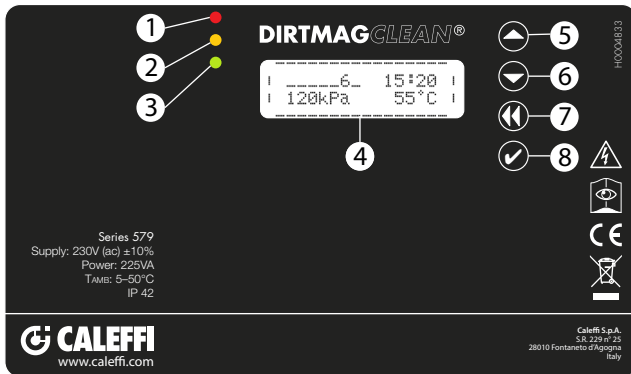 1
2
3
DIRTMAGCLEAN®
_____6_ 15:20
120kPa 55°C
4
5
6
7
8
H0004833
Series 579
Supply: 230V (ac) ±10%
Power: 225VA
TAMB: 5–50°C
IP 42
CE
CALEFFI
www.caleffi.com
Caleffi S.p.A.
S.R. 229 n° 25
28010 Fontaneto d'Agogna
Italy